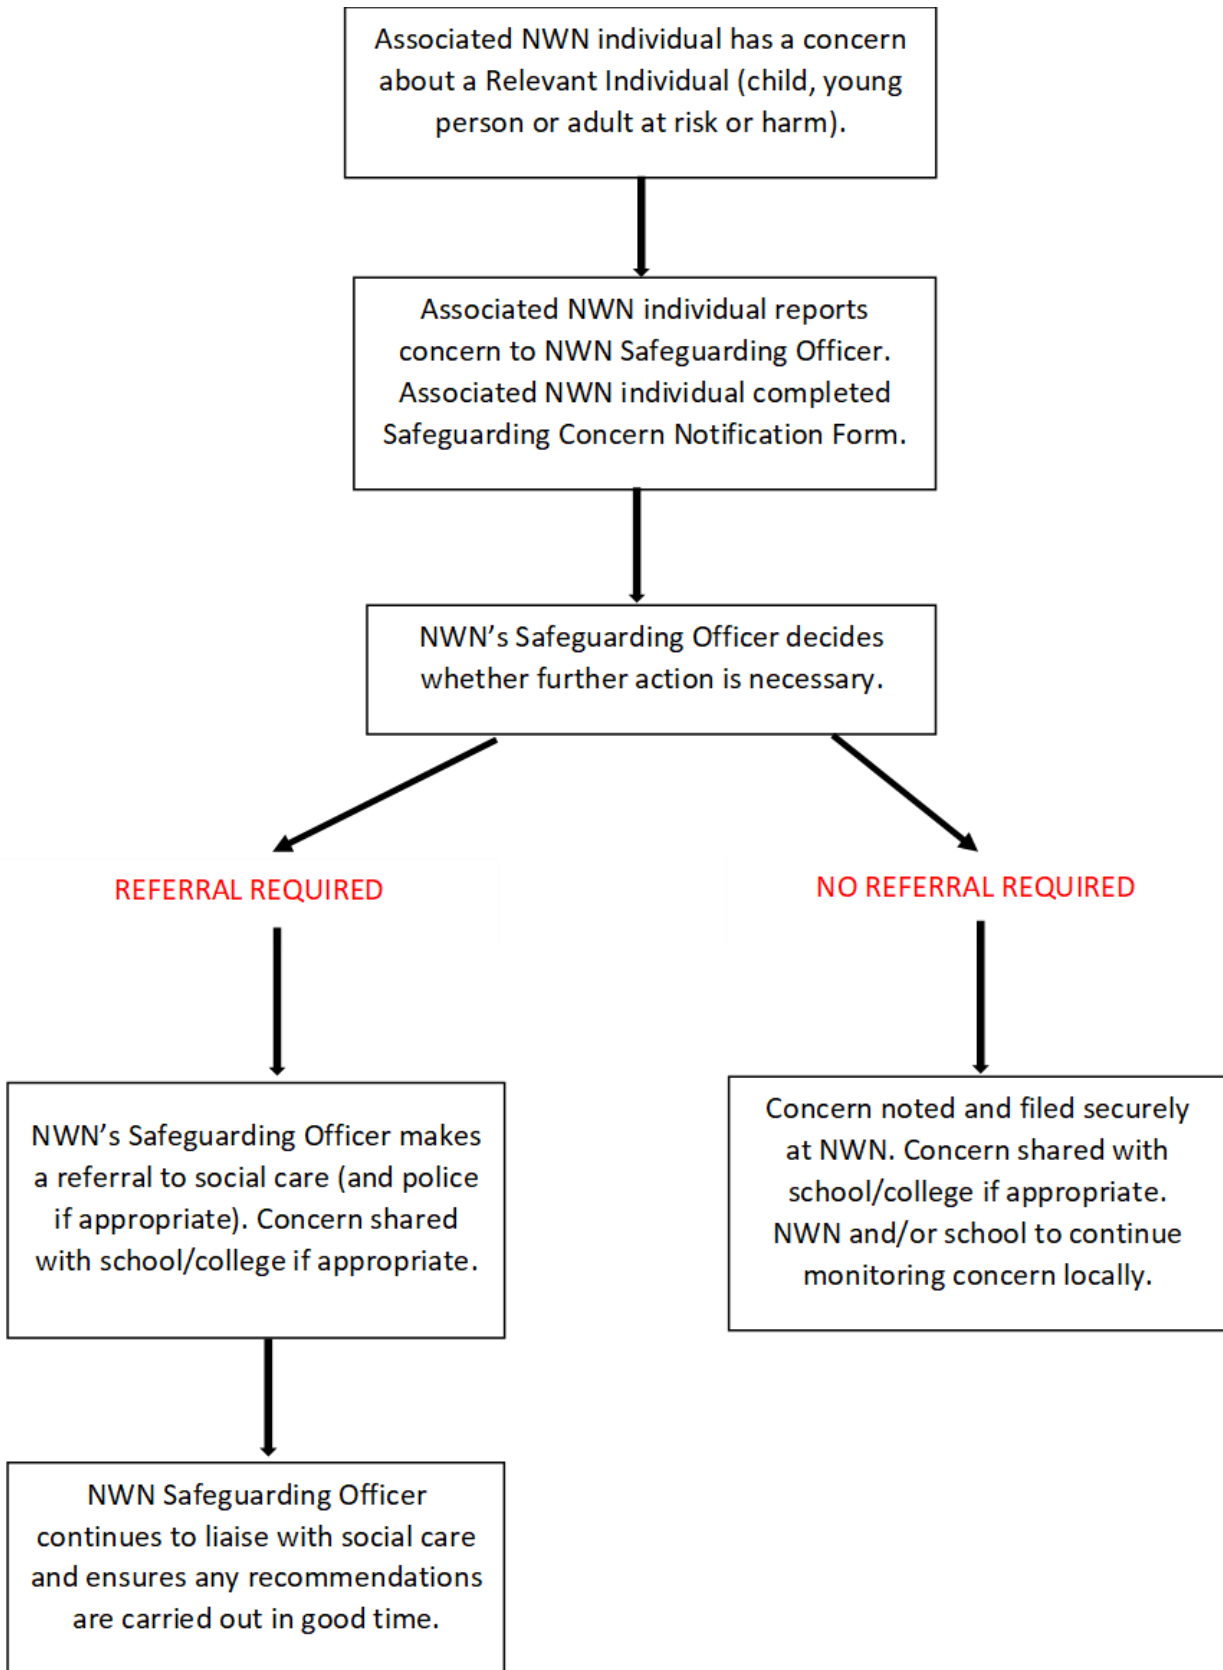 Associated NWN individual has a concern
about a Relevant Individual (child, young
person or adult at risk or harm).
Associated NWN individual reports
concern to NWN Safeguarding Officer.
Associated NWN individual completed
Safeguarding Concern Notification Form.
NWN’s Safeguarding Officer decides
whether further action is necessary.
REFERRAL REQUIRED
NO REFERRAL REQUIRED
NWN’s Safeguarding Officer makes
a referral to social care (and police
if appropriate). Concern shared
with school/college if appropriate.
Concern noted and filed securely
at NWN. Concern shared with
school/college if appropriate.
NWN and/or school to continue
monitoring concern locally.
NWN Safeguarding Officer
continues to liaise with social care
and ensures any recommendations
are carried out in good time.